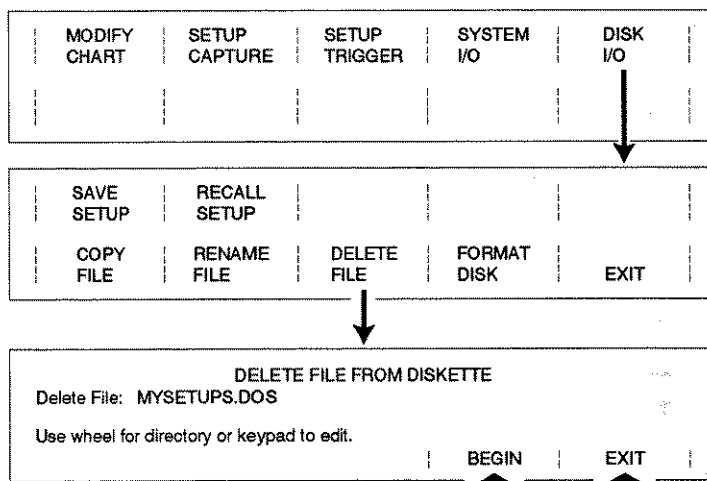 MODIFY CHART SETUP CAPTURE SETUP TRIGGER SYSTEM I/O DISK I/O
SAVE SETUP RECALL SETUP
COPY FILE RENAME FILE DELETE FILE FORMAT DISK EXIT
DELETE FILE FROM DISKETTE
Delete File: MYSETUPS.DOS
Use wheel for directory or keypad to edit.
BEGIN EXIT